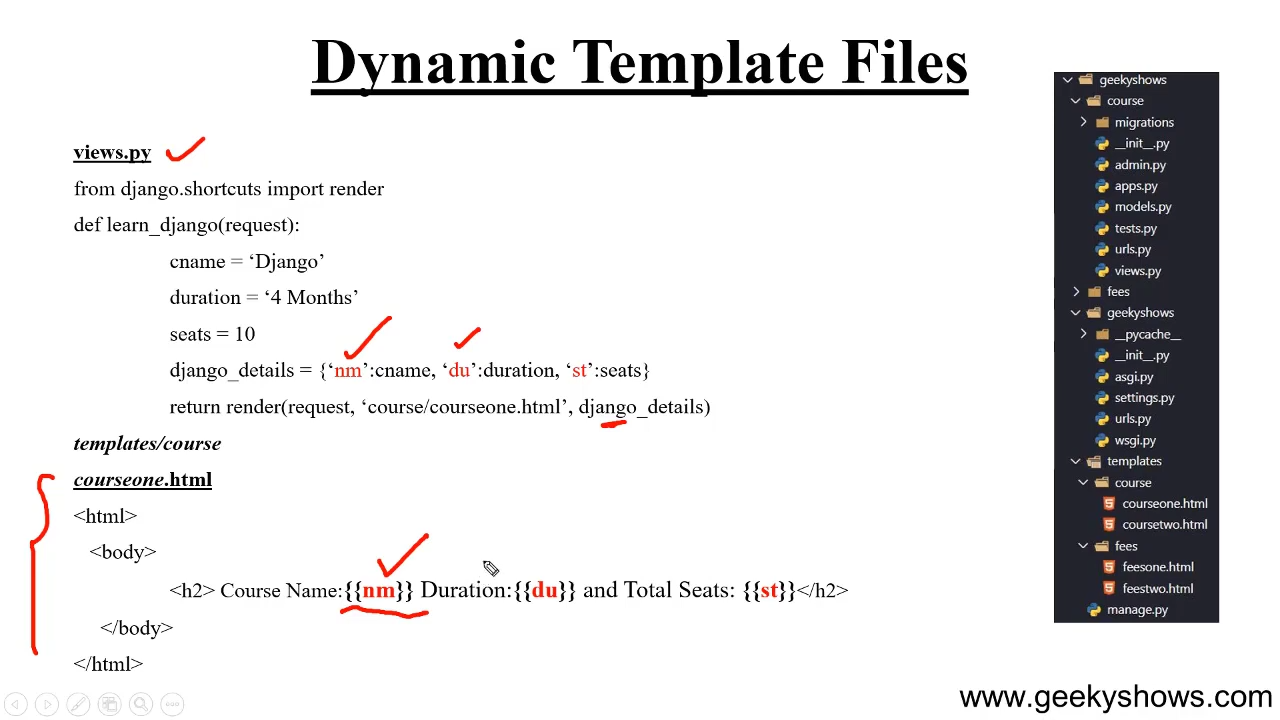 Dynamic Template Files
views.py
from django.shortcuts import render
def learn_django(request):
cname = ‘Django’
duration = ‘4 Months’
seats = 10
django_details = {‘nm’:cname, ‘du’:duration, ‘st’:seats}
return render(request, ‘course/courseone.html’, django_details)
templates/course
courseone.html
<html>
<body>
<h2> Course Name:{{nm}} Duration:{{du}} and Total Seats: {{st}}</h2>
</body>
</html>
geekyshows
course
migrations
__init__.py
admin.py
apps.py
models.py
tests.py
urls.py
views.py
fees
geekyshows
__pycache__
__init__.py
asgi.py
settings.py
urls.py
wsgi.py
templates
course
courseone.html
coursetwo.html
fees
feesone.html
feestwo.html
manage.py
www.geekyshows.com